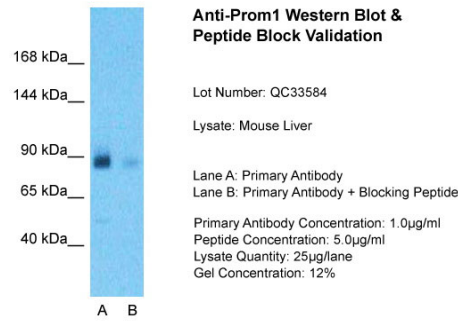 Anti-Prom1 Western Blot &
Peptide Block Validation
168 kDa
144 kDa
90 kDa
65 kDa
40 kDa
A B
Lot Number: QC33584
Lysate: Mouse Liver
Lane A: Primary Antibody
Lane B: Primary Antibody + Blocking Peptide
Primary Antibody Concentration: 1.0µg/ml
Peptide Concentration: 5.0µg/ml
Lysate Quantity: 25µg/lane
Gel Concentration: 12%